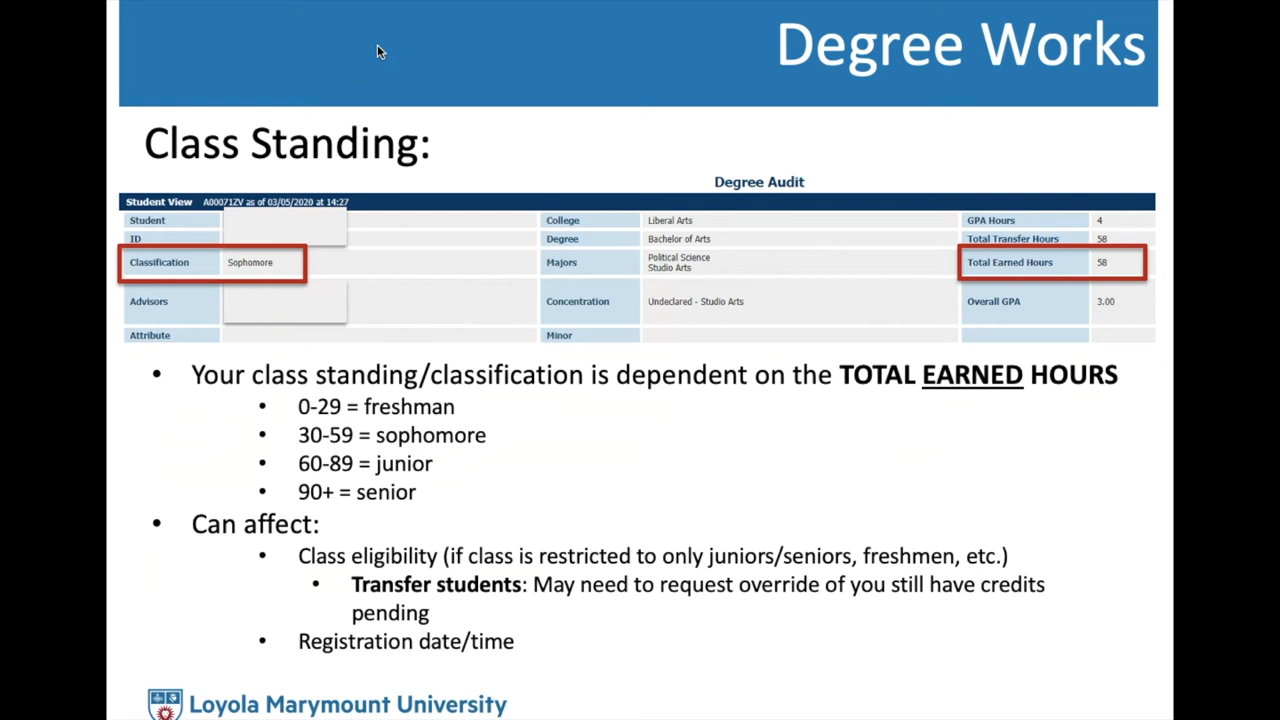 Degree Works
Class Standing:
Degree Audit
Student View A00071ZV as of 03/05/2020 at 14:27
Student College Liberal Arts GPA Hours 4
ID Degree Bachelor of Arts Total Transfer Hours 58
Classification Sophomore Majors Political Science Total Earned Hours 58
Studio Arts
Advisors Concentration Undeclared - Studio Arts Overall GPA 3.00
Attribute Minor
• Your class standing/classification is dependent on the TOTAL EARNED HOURS
• 0-29 = freshman
• 30-59 = sophomore
• 60-89 = junior
• 90+ = senior
• Can affect:
• Class eligibility (if class is restricted to only juniors/seniors, freshmen, etc.)
• Transfer students: May need to request override of you still have credits
pending
• Registration date/time
Loyola Marymount University